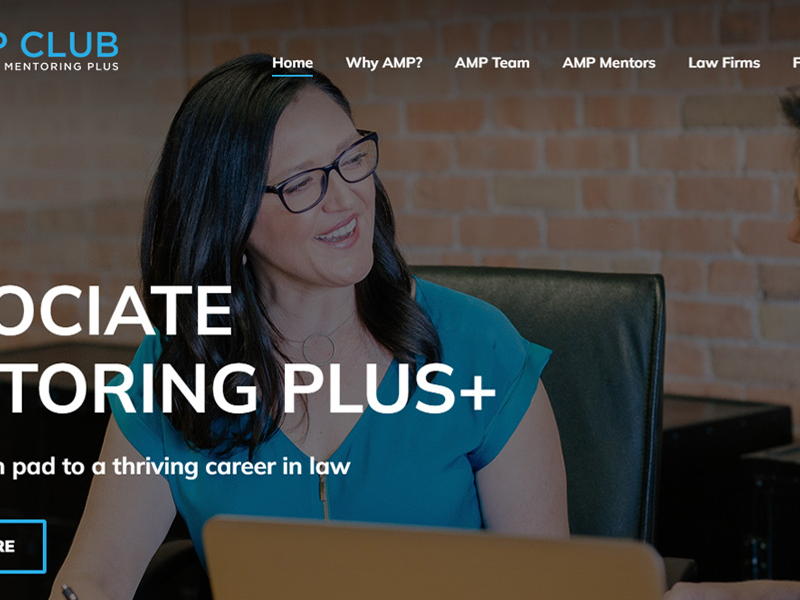 P CLUB
MENTORING PLUS
Home Why AMP? AMP Team AMP Mentors Law Firms F
OCIATE
TORING PLUS+
n pad to a thriving career in law
RE